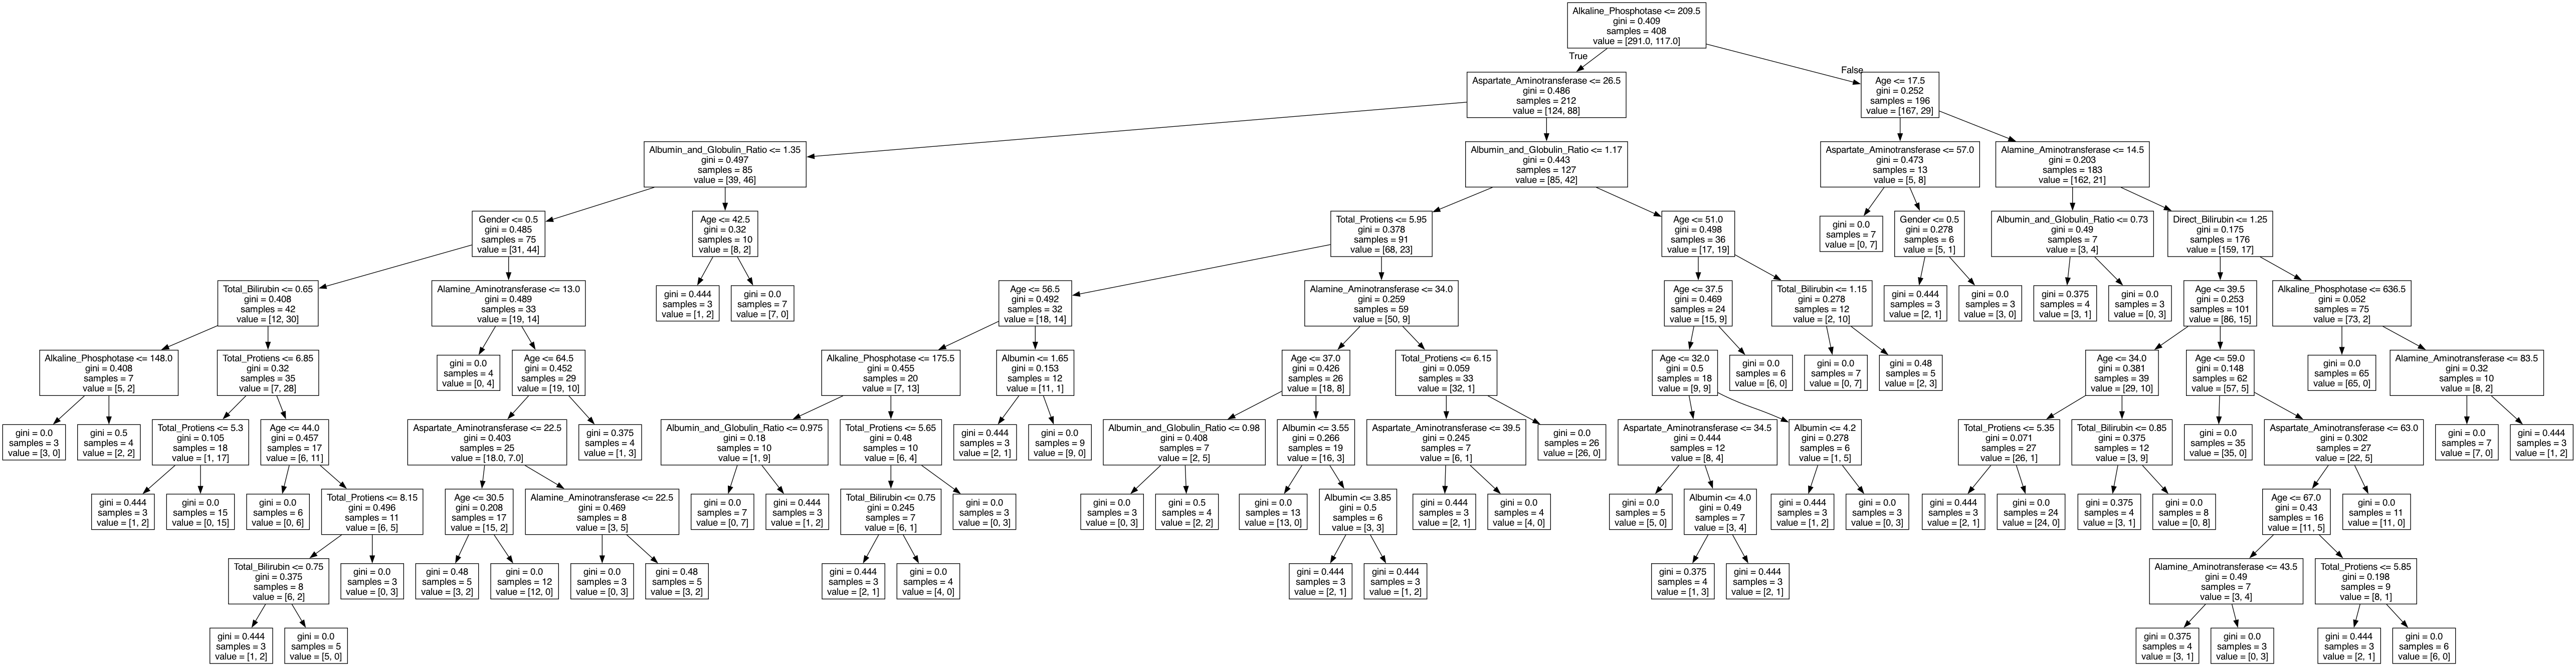 Alkaline_Phosphotase <= 209.5
gini = 0.409
samples = 408
value = [291.0, 117.0]
True
False
Aspartate_Aminotransferase <= 26.5
gini = 0.486
samples = 212
value = [124, 88]
Age <= 17.5
gini = 0.252
samples = 196
value = [167, 29]
Albumin_and_Globulin_Ratio <= 1.35
gini = 0.497
samples = 85
value = [39, 46]
Albumin_and_Globulin_Ratio <= 1.17
gini = 0.443
samples = 127
value = [85, 42]
Aspartate_Aminotransferase <= 57.0
gini = 0.473
samples = 13
value = [5, 8]
Alamine_Aminotransferase <= 14.5
gini = 0.203
samples = 183
value = [162, 21]
Gender <= 0.5
gini = 0.485
samples = 75
value = [31, 44]
Age <= 42.5
gini = 0.32
samples = 10
value = [8, 2]
Total_Protiens <= 5.95
gini = 0.378
samples = 91
value = [68, 23]
Age <= 51.0
gini = 0.498
samples = 36
value = [17, 19]
gini = 0.0
samples = 7
value = [0, 7]
Gender <= 0.5
gini = 0.278
samples = 6
value = [5, 1]
Albumin_and_Globulin_Ratio <= 0.73
gini = 0.49
samples = 7
value = [3, 4]
Direct_Bilirubin <= 1.25
gini = 0.175
samples = 176
value = [159, 17]
Total_Bilirubin <= 0.65
gini = 0.408
samples = 42
value = [12, 30]
Alamine_Aminotransferase <= 13.0
gini = 0.489
samples = 33
value = [19, 14]
gini = 0.444
samples = 3
value = [1, 2]
gini = 0.0
samples = 7
value = [7, 0]
Age <= 56.5
gini = 0.492
samples = 32
value = [18, 14]
Alamine_Aminotransferase <= 34.0
gini = 0.259
samples = 59
value = [50, 9]
Age <= 37.5
gini = 0.469
samples = 24
value = [15, 9]
Total_Bilirubin <= 1.15
gini = 0.278
samples = 12
value = [2, 10]
gini = 0.444
samples = 3
value = [2, 1]
gini = 0.0
samples = 3
value = [3, 0]
gini = 0.375
samples = 4
value = [3, 1]
gini = 0.0
samples = 3
value = [0, 3]
Age <= 39.5
gini = 0.253
samples = 101
value = [86, 15]
Alkaline_Phosphotase <= 636.5
gini = 0.052
samples = 75
value = [73, 2]
Alkaline_Phosphotase <= 148.0
gini = 0.408
samples = 7
value = [5, 2]
Total_Protiens <= 6.85
gini = 0.32
samples = 35
value = [7, 28]
gini = 0.0
samples = 4
value = [0, 4]
Age <= 64.5
gini = 0.452
samples = 29
value = [19, 10]
Alkaline_Phosphotase <= 175.5
gini = 0.455
samples = 20
value = [7, 13]
Albumin <= 1.65
gini = 0.153
samples = 12
value = [11, 1]
Age <= 37.0
gini = 0.426
samples = 26
value = [18, 8]
Total_Protiens <= 6.15
gini = 0.059
samples = 33
value = [32, 1]
Age <= 32.0
gini = 0.5
samples = 18
value = [9, 9]
gini = 0.0
samples = 6
value = [6, 0]
gini = 0.0
samples = 7
value = [0, 7]
gini = 0.48
samples = 5
value = [2, 3]
Age <= 34.0
gini = 0.381
samples = 39
value = [29, 10]
Age <= 59.0
gini = 0.148
samples = 62
value = [57, 5]
gini = 0.0
samples = 65
value = [65, 0]
Alamine_Aminotransferase <= 83.5
gini = 0.32
samples = 10
value = [8, 2]
gini = 0.0
samples = 3
value = [3, 0]
gini = 0.5
samples = 4
value = [2, 2]
Total_Protiens <= 5.3
gini = 0.105
samples = 18
value = [1, 17]
Age <= 44.0
gini = 0.457
samples = 17
value = [6, 11]
Aspartate_Aminotransferase <= 22.5
gini = 0.403
samples = 25
value = [18.0, 7.0]
gini = 0.375
samples = 4
value = [1, 3]
Albumin_and_Globulin_Ratio <= 0.975
gini = 0.18
samples = 10
value = [1, 9]
Total_Protiens <= 5.65
gini = 0.48
samples = 10
value = [6, 4]
gini = 0.444
samples = 3
value = [2, 1]
gini = 0.0
samples = 9
value = [9, 0]
Albumin_and_Globulin_Ratio <= 0.98
gini = 0.408
samples = 7
value = [2, 5]
Albumin <= 3.55
gini = 0.266
samples = 19
value = [16, 3]
Aspartate_Aminotransferase <= 39.5
gini = 0.245
samples = 7
value = [6, 1]
gini = 0.0
samples = 26
value = [26, 0]
Aspartate_Aminotransferase <= 34.5
gini = 0.444
samples = 12
value = [8, 4]
Albumin <= 4.2
gini = 0.278
samples = 6
value = [1, 5]
Total_Protiens <= 5.35
gini = 0.071
samples = 27
value = [26, 1]
Total_Bilirubin <= 0.85
gini = 0.375
samples = 12
value = [3, 9]
gini = 0.0
samples = 35
value = [35, 0]
Aspartate_Aminotransferase <= 63.0
gini = 0.302
samples = 27
value = [22, 5]
gini = 0.0
samples = 7
value = [7, 0]
gini = 0.444
samples = 3
value = [1, 2]
gini = 0.444
samples = 3
value = [1, 2]
gini = 0.0
samples = 15
value = [0, 15]
gini = 0.0
samples = 6
value = [0, 6]
Total_Protiens <= 8.15
gini = 0.496
samples = 11
value = [6, 5]
Age <= 30.5
gini = 0.208
samples = 17
value = [15, 2]
Alamine_Aminotransferase <= 22.5
gini = 0.469
samples = 8
value = [3, 5]
gini = 0.0
samples = 7
value = [0, 7]
gini = 0.444
samples = 3
value = [1, 2]
Total_Bilirubin <= 0.75
gini = 0.245
samples = 7
value = [6, 1]
gini = 0.0
samples = 3
value = [0, 3]
gini = 0.0
samples = 3
value = [0, 3]
gini = 0.5
samples = 4
value = [2, 2]
gini = 0.0
samples = 13
value = [13, 0]
Albumin <= 3.85
gini = 0.5
samples = 6
value = [3, 3]
gini = 0.444
samples = 3
value = [2, 1]
gini = 0.0
samples = 4
value = [4, 0]
gini = 0.0
samples = 5
value = [5, 0]
Albumin <= 4.0
gini = 0.49
samples = 7
value = [3, 4]
gini = 0.444
samples = 3
value = [1, 2]
gini = 0.0
samples = 3
value = [0, 3]
gini = 0.444
samples = 3
value = [2, 1]
gini = 0.0
samples = 24
value = [24, 0]
gini = 0.375
samples = 4
value = [3, 1]
gini = 0.0
samples = 8
value = [0, 8]
Age <= 67.0
gini = 0.43
samples = 16
value = [11, 5]
gini = 0.0
samples = 11
value = [11, 0]
Total_Bilirubin <= 0.75
gini = 0.375
samples = 8
value = [6, 2]
gini = 0.0
samples = 3
value = [0, 3]
gini = 0.48
samples = 5
value = [3, 2]
gini = 0.0
samples = 12
value = [12, 0]
gini = 0.0
samples = 3
value = [0, 3]
gini = 0.48
samples = 5
value = [3, 2]
gini = 0.444
samples = 3
value = [2, 1]
gini = 0.0
samples = 4
value = [4, 0]
gini = 0.444
samples = 3
value = [2, 1]
gini = 0.444
samples = 3
value = [1, 2]
gini = 0.375
samples = 4
value = [1, 3]
gini = 0.444
samples = 3
value = [2, 1]
Alamine_Aminotransferase <= 43.5
gini = 0.49
samples = 7
value = [3, 4]
Total_Protiens <= 5.85
gini = 0.198
samples = 9
value = [8, 1]
gini = 0.444
samples = 3
value = [1, 2]
gini = 0.0
samples = 5
value = [5, 0]
gini = 0.375
samples = 4
value = [3, 1]
gini = 0.0
samples = 3
value = [0, 3]
gini = 0.444
samples = 3
value = [2, 1]
gini = 0.0
samples = 6
value = [6, 0]